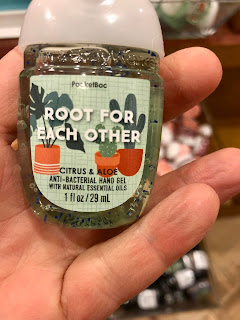 PocketBac
ROOT FOR
EACH OTHER
CITRUS & ALOE
ANTI-BACTERIAL HAND GEL
WITH NATURAL ESSENTIAL OILS
1 fl oz / 29 mL